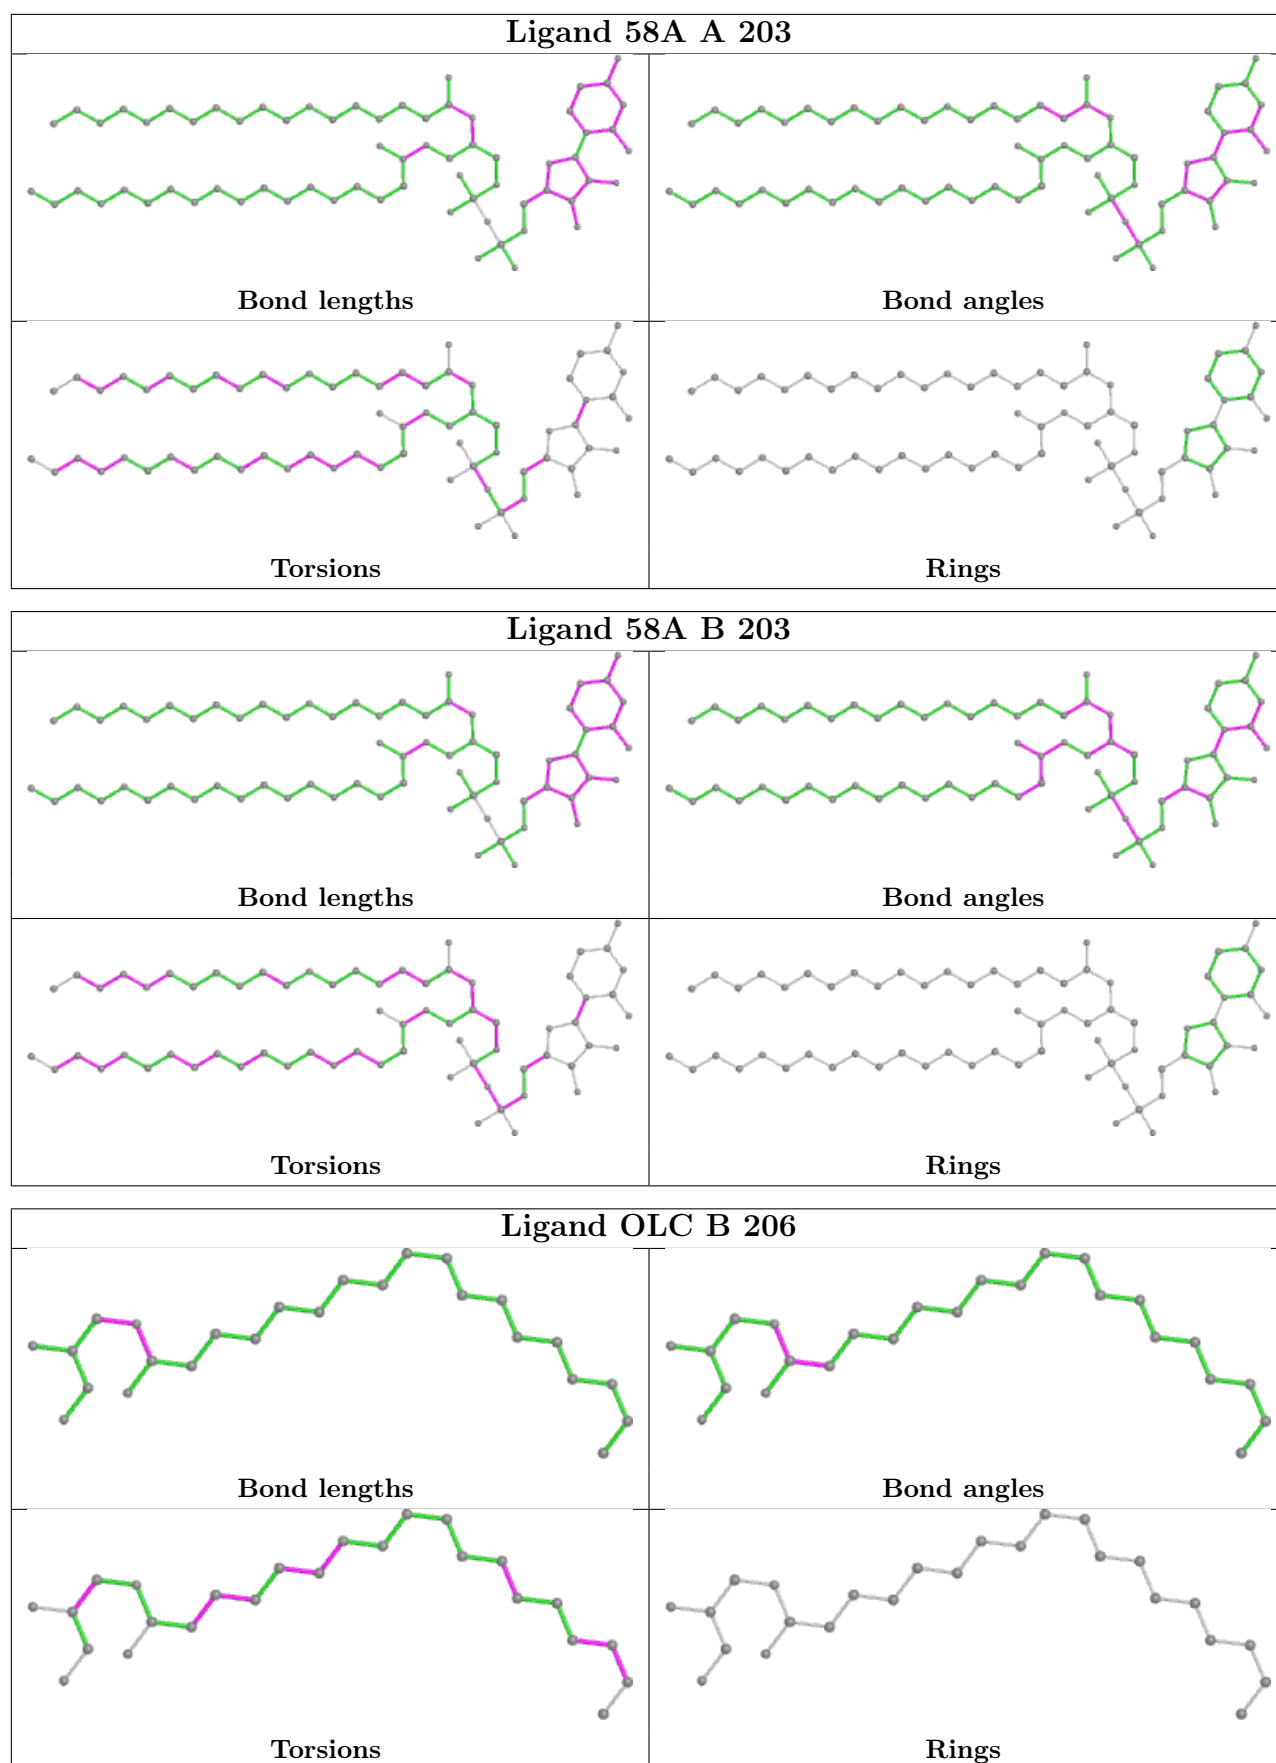 Ligand 58A A 203
Bond lengths
Bond angles
Torsions
Rings
Ligand 58A B 203
Bond lengths
Bond angles
Torsions
Rings
Ligand OLC B 206
Bond lengths
Bond angles
Torsions
Rings